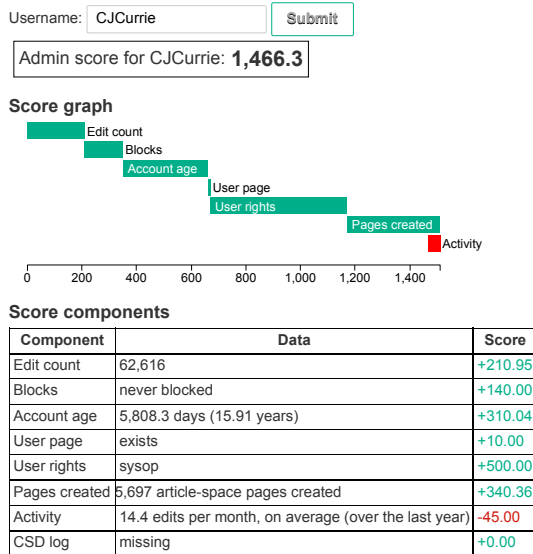 Username: CJCurrie Submit
Admin score for CJCurrie: 1,466.3
Score graph
Edit count
Blocks
Account age
User page
User rights
Pages created
Activity
0 200 400 600 800 1,000 1,200 1,400
Score components
Component Data Score
Edit count 62,616 +210.95
Blocks never blocked +140.00
Account age 5,808.3 days (15.91 years) +310.04
User page exists +10.00
User rights sysop +500.00
Pages created 5,697 article-space pages created +340.36
Activity 14.4 edits per month, on average (over the last year) -45.00
CSD log missing +0.00